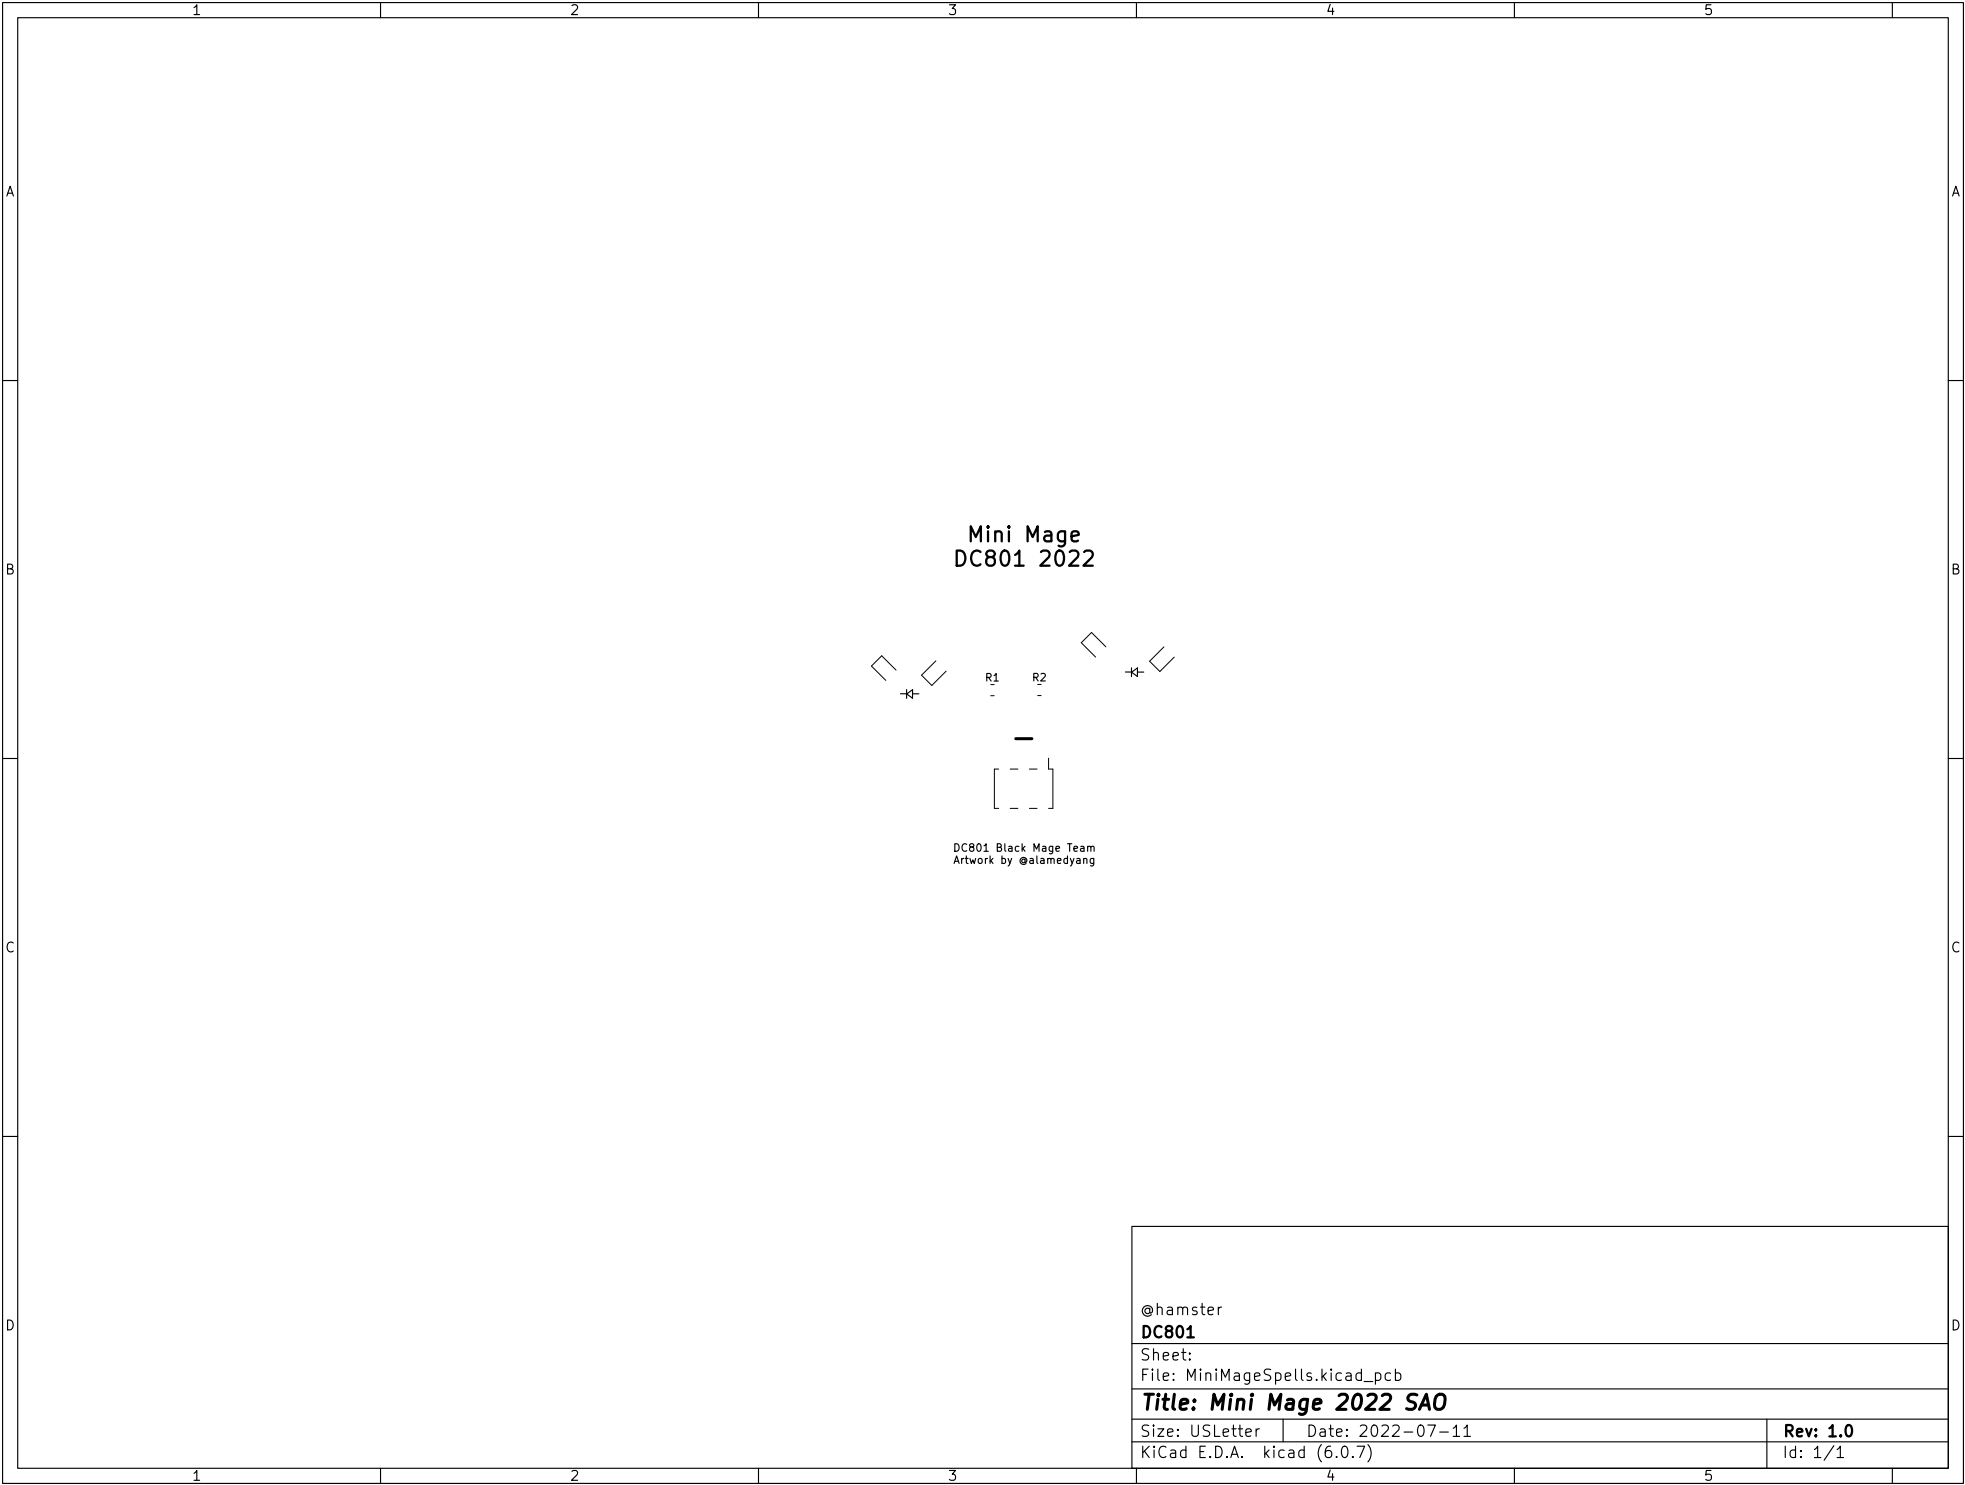 1 2 3 4 5
A A
Mini Mage
DC801 2022
B B
R1 R2
DC801 Black Mage Team
Artwork by @alamedyang
C C
@hamster
D D
DC801
Sheet:
File: MiniMageSpells.kicad_pcb
Title: Mini Mage 2022 SAO
Size: USLetter Date: 2022-07-11 Rev: 1.0
KiCad E.D.A. kicad (6.0.7) Id: 1/1
1 2 3 4 5